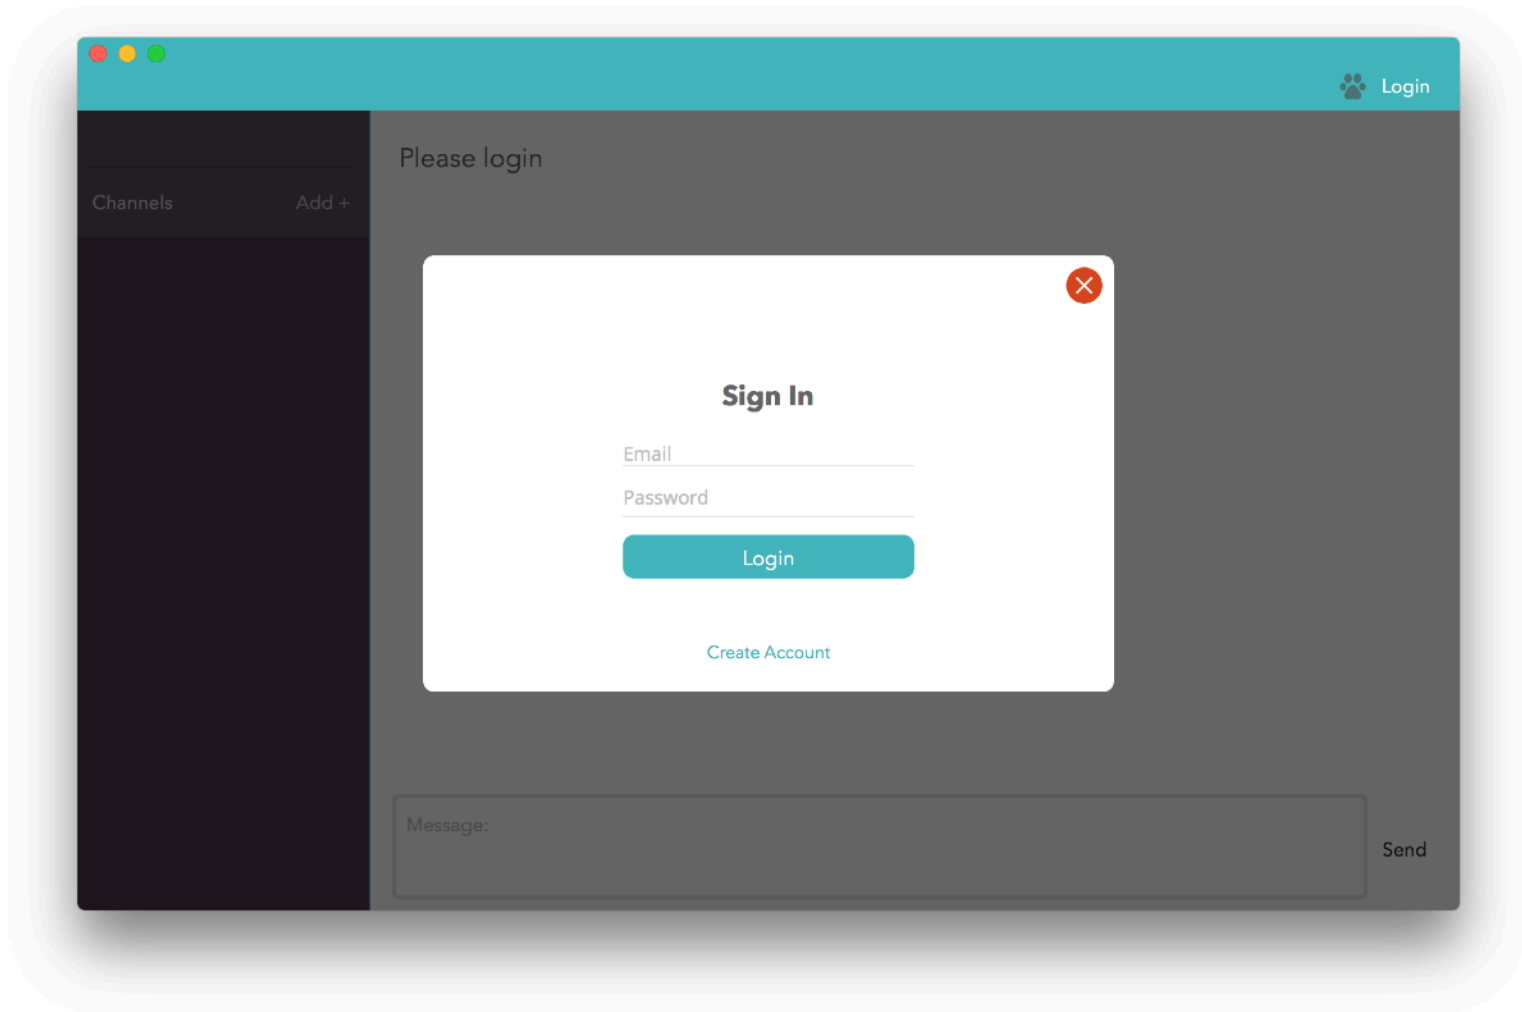 Login
Please login
Channels
Add +
Sign In
Email
Password
Login
Create Account
Message:
Send